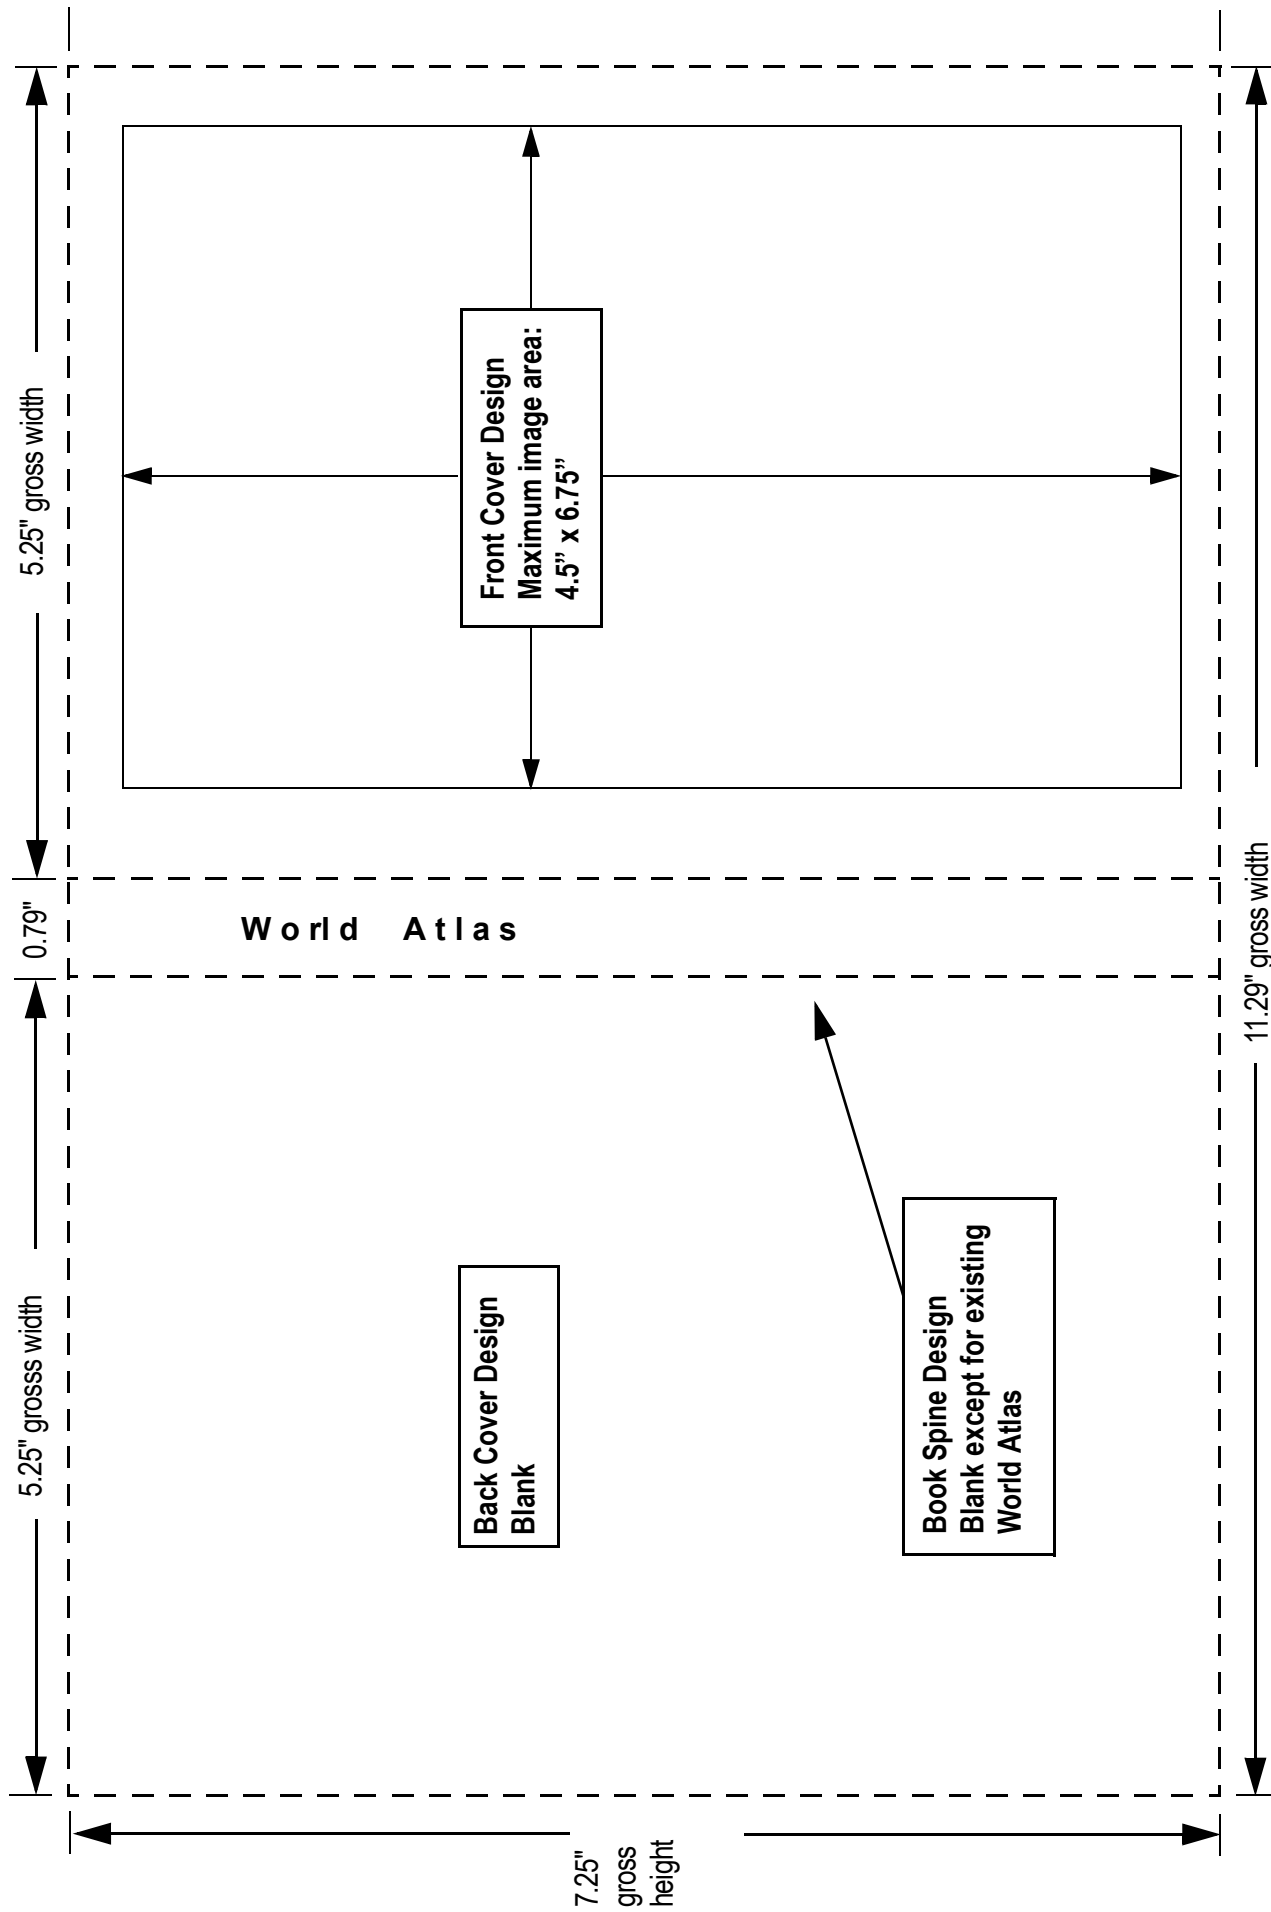 5.25" grosss width
0.79"
5.25" gross width
Back Cover Design
Blank
World Atlas
Front Cover Design
Maximum image area:
4.5” x 6.75”
Book Spine Design
Blank except for existing
World Atlas
7.25"
gross
height
11.29" gross width